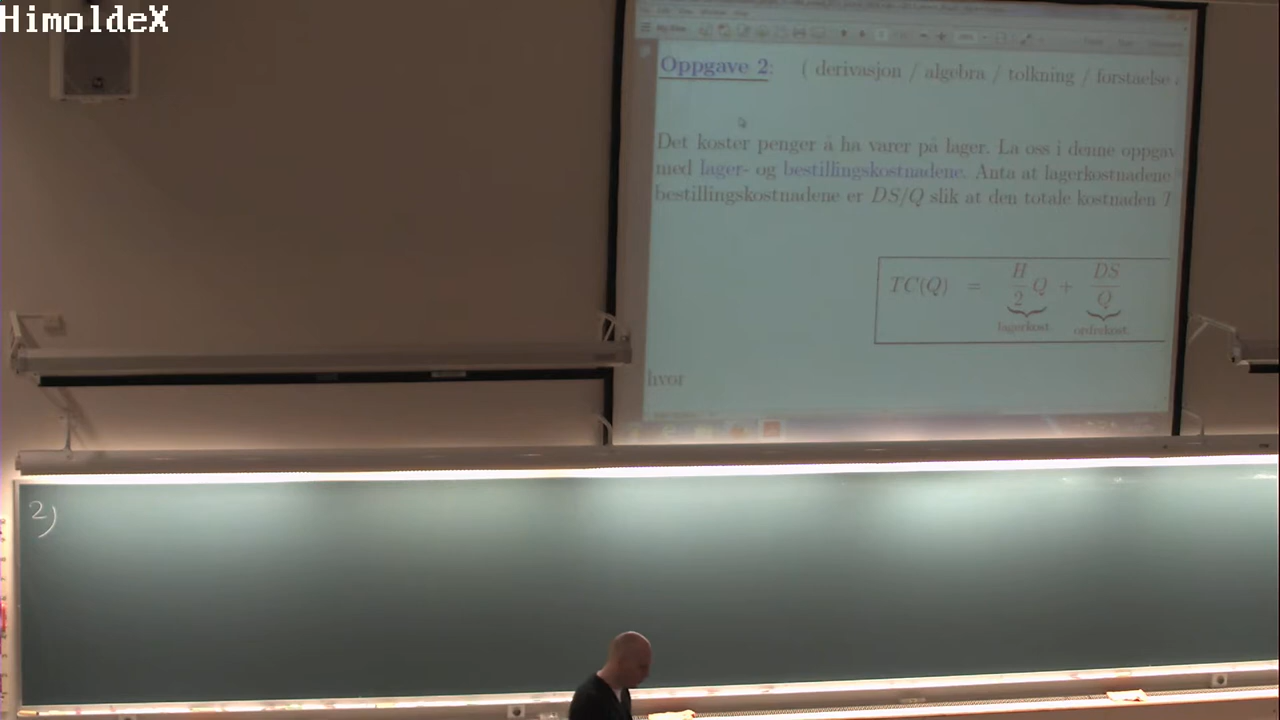 HimoldeX
Oppgave 2: ( derivasjon / algebra / tolkning / forståelse
Det koster penger å ha varer på lager. La oss i denne oppgav
med lager- og bestillingskostnadene. Anta at lagerkostnadene
bestillingskostnadene er DS/Q slik at den totale kostnaden T
TC(Q) = H/2 Q + DS/Q
lagerkost. ordrekost.
hvor
2)